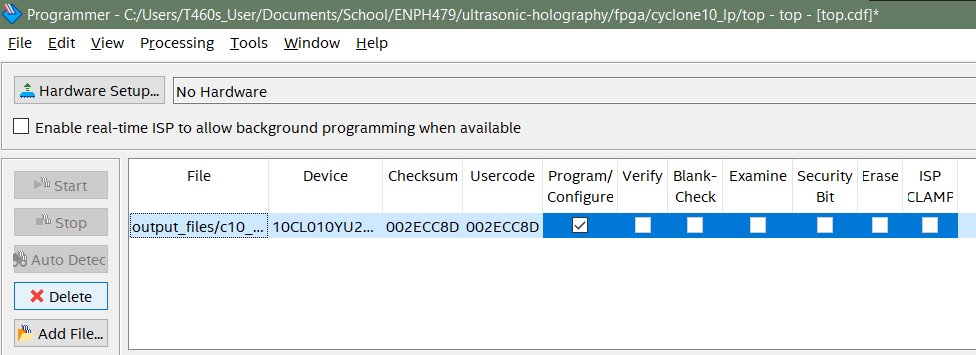 Programmer - C:/Users/T460s_User/Documents/School/ENPH479/ultrasonic-holography/fpga/cyclone10_lp/top - top - [top.cdf]*
File Edit View Processing Tools Window Help
Hardware Setup... No Hardware
Enable real-time ISP to allow background programming when available
File Device Checksum Usercode Program/ Verify Blank- Examine Security Erase ISP
Configure Check Bit CLAMP
Start
output_files/c10_... 10CL010YU2... 002ECC8D 002ECC8D
Stop
Auto Detec
Delete
Add File...